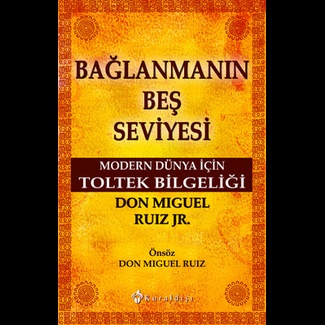 BAĞLANMANIN
BEŞ
SEVİYESİ
MODERN DÜNYA İÇİN
TOLTEK BİLGELİĞİ
DON MIGUEL
RUIZ JR.
Önsöz
DON MIGUEL RUIZ
Kuraldışı